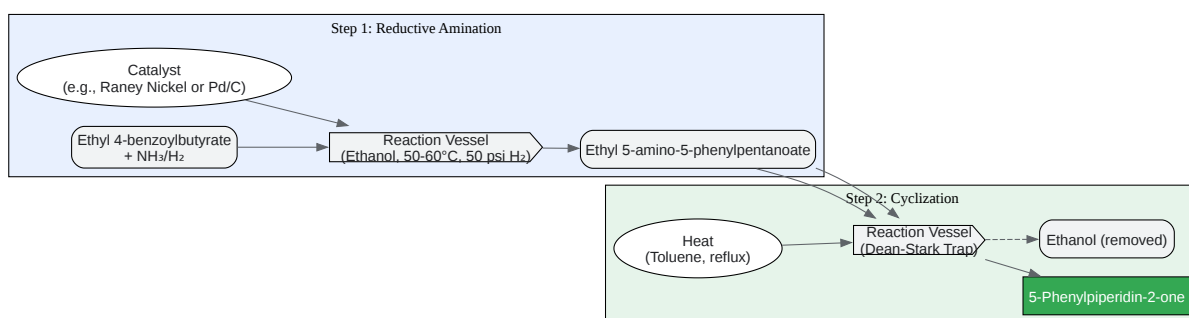 Step 1: Reductive Amination
Catalyst
(e.g., Raney Nickel or Pd/C)
Ethyl 4-benzoylbutyrate
+ NH₃/H₂
Reaction Vessel
(Ethanol, 50-60°C, 50 psi H₂)
Ethyl 5-amino-5-phenylpentanoate
Step 2: Cyclization
Heat
(Toluene, reflux)
Reaction Vessel
(Dean-Stark Trap)
Ethanol (removed)
5-Phenylpiperidin-2-one